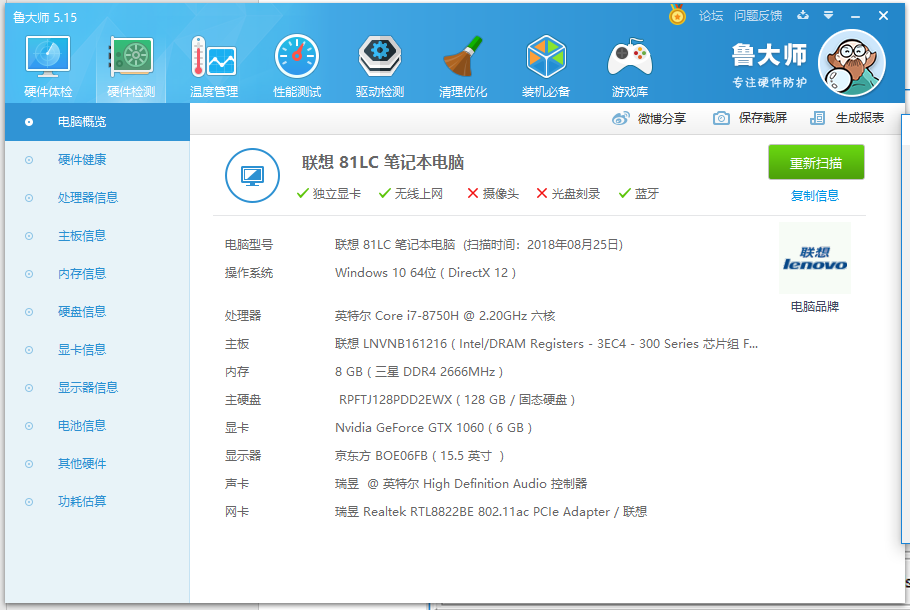 鲁大师 5.15
论坛 问题反馈
硬件体检 硬件检测 温度管理 性能测试 驱动检测 清理优化 装机必备 游戏库
鲁大师
专注硬件防护
微博分享 保存截屏 生成报表
电脑概览
硬件健康
处理器信息
主板信息
内存信息
硬盘信息
显卡信息
显示器信息
电池信息
其他硬件
功耗估算
联想 81LC 笔记本电脑
独立显卡 无线上网 摄像头 光盘刻录 蓝牙
重新扫描
复制信息
电脑型号 联想 81LC 笔记本电脑 (扫描时间：2018年08月25日)
操作系统 Windows 10 64位 ( DirectX 12 )
联想
lenovo
电脑品牌
处理器 英特尔 Core i7-8750H @ 2.20GHz 六核
主板 联想 LNVNB161216 ( Intel/DRAM Registers - 3EC4 - 300 Series 芯片组 F...
内存 8 GB ( 三星 DDR4 2666MHz )
主硬盘 RPFTJ128PDD2EWX ( 128 GB / 固态硬盘 )
显卡 Nvidia GeForce GTX 1060 ( 6 GB )
显示器 京东方 BOE06FB ( 15.5 英寸 )
声卡 瑞昱 @ 英特尔 High Definition Audio 控制器
网卡 瑞昱 Realtek RTL8822BE 802.11ac PCIe Adapter / 联想